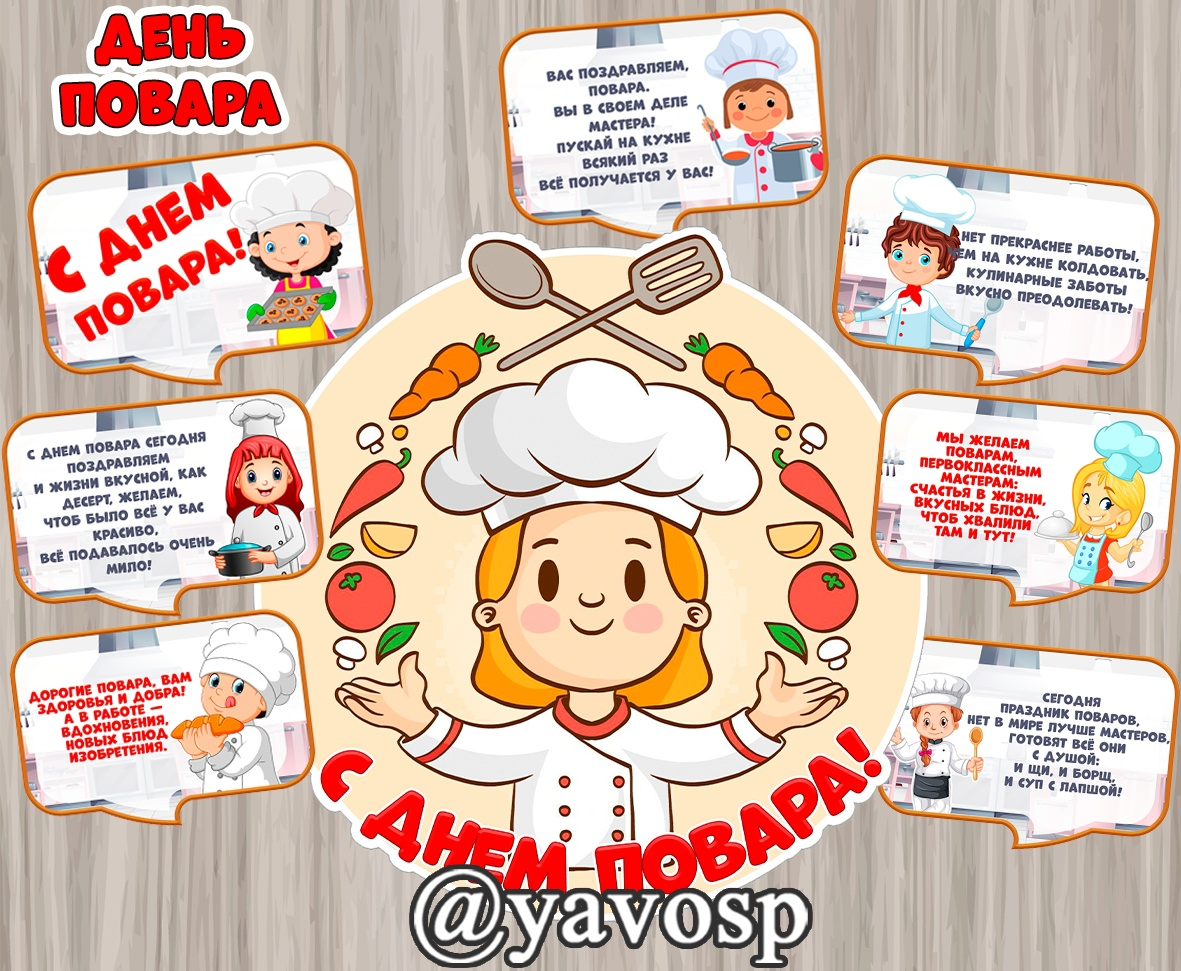 ДЕНЬ
ПОВАРА
ВАС ПОЗДРАВЛЯЕМ,
ПОВАРА.
ВЫ В СВОЕМ ДЕЛЕ
МАСТЕРА!
ПУСКАЙ НА КУХНЕ
ВСЯКИЙ РАЗ
ВСЁ ПОЛУЧАЕТСЯ У ВАС!
С ДНЕМ
ПОВАРА!
НЕТ ПРЕКРАСНЕЕ РАБОТЫ,
ЧЕМ НА КУХНЕ КОЛДОВАТЬ,
КУЛИНАРНЫЕ ЗАБОТЫ
ВКУСНО ПРЕОДОЛЕВАТЬ!
С ДНЕМ ПОВАРА СЕГОДНЯ
ПОЗДРАВЛЯЕМ
И ЖИЗНИ ВКУСНОЙ, КАК
ДЕСЕРТ, ЖЕЛАЕМ,
ЧТОБ БЫЛО ВСЁ У ВАС
КРАСИВО,
ВСЁ ПОДАВАЛОСЬ ОЧЕНЬ
МИЛО!
МЫ ЖЕЛАЕМ
ПОВАРАМ,
ПЕРВОКЛАССНЫМ
МАСТЕРАМ:
СЧАСТЬЯ В ЖИЗНИ,
ВКУСНЫХ БЛЮД,
ЧТОБ ХВАЛИЛИ
ТАМ И ТУТ!
ДОРОГИЕ ПОВАРА, ВАМ
ЗДОРОВЬЯ И ДОБРА!
А В РАБОТЕ —
ВДОХНОВЕНИЯ,
НОВЫХ БЛЮД
ИЗОБРЕТЕНИЯ.
СЕГОДНЯ
ПРАЗДНИК ПОВАРОВ,
НЕТ В МИРЕ ЛУЧШЕ МАСТЕРОВ,
ГОТОВЯТ ВСЁ ОНИ
С ДУШОЙ:
И ЩИ, И БОРЩ,
И СУП С ЛАПШОЙ!
С ДНЕМ ПОВАРА!
@yavosp